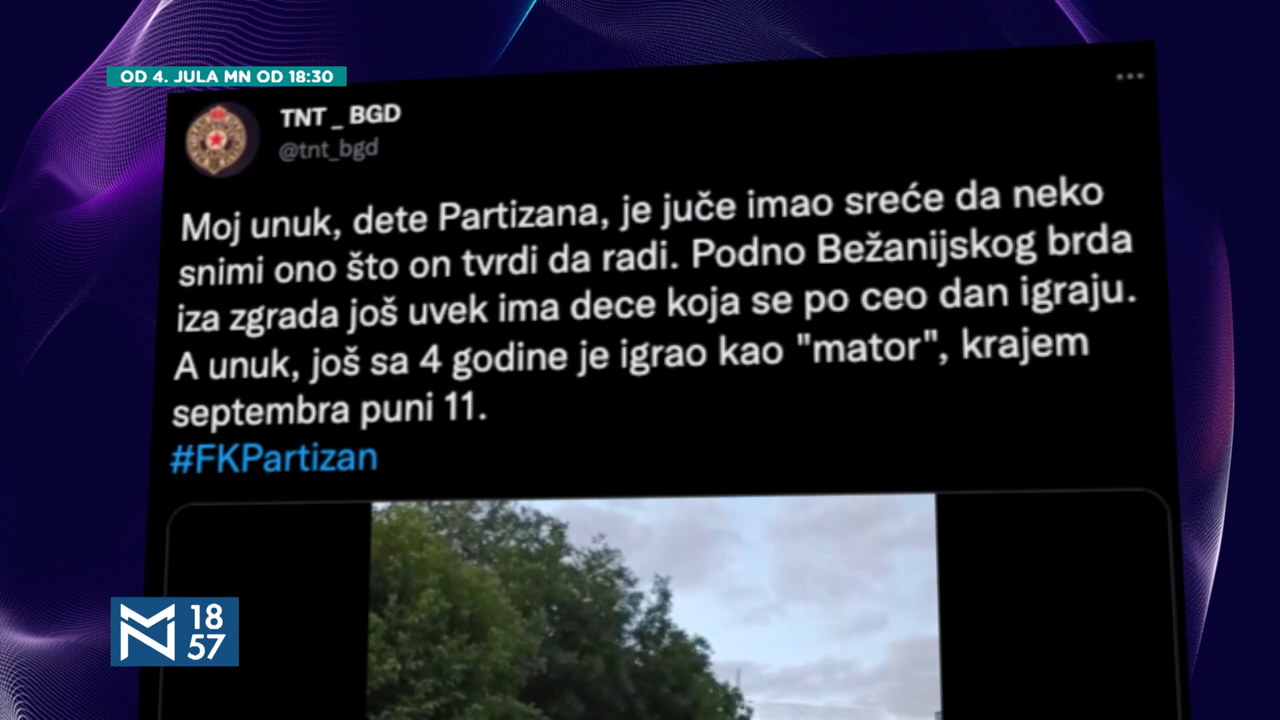 OD 4. JULA MN OD 18:30
TNT _ BGD
@tnt_bgd
Moj unuk, dete Partizana, je juče imao sreće da neko
snimi ono što on tvrdi da radi. Podno Bežanijskog brda
iza zgrada još uvek ima dece koja se po ceo dan igraju.
A unuk, još sa 4 godine je igrao kao "mator", krajem
septembra puni 11.
#FKPartizan
18
57